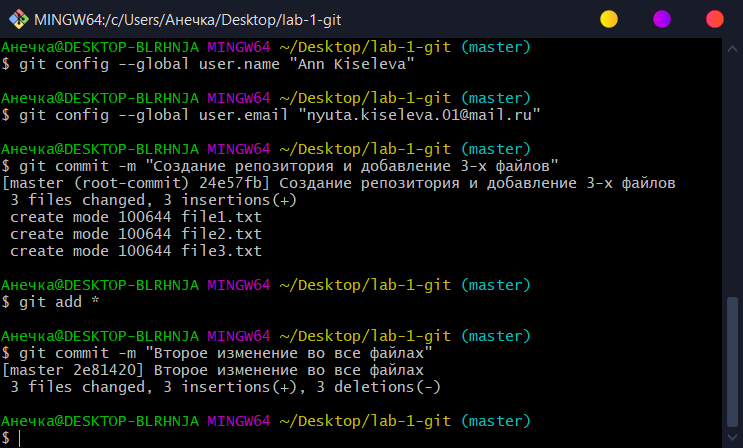 MINGW64:/c/Users/Анечка/Desktop/lab-1-git
Анечка@DESKTOP-BLRHNJA MINGW64 ~/Desktop/lab-1-git (master)
$ git config --global user.name "Ann Kiseleva"
Анечка@DESKTOP-BLRHNJA MINGW64 ~/Desktop/lab-1-git (master)
$ git config --global user.email "nyuta.kiseleva.01@mail.ru"
Анечка@DESKTOP-BLRHNJA MINGW64 ~/Desktop/lab-1-git (master)
$ git commit -m "Создание репозитория и добавление 3-х файлов"
[master (root-commit) 24e57fb] Создание репозитория и добавление 3-х файлов
3 files changed, 3 insertions(+)
create mode 100644 file1.txt
create mode 100644 file2.txt
create mode 100644 file3.txt
Анечка@DESKTOP-BLRHNJA MINGW64 ~/Desktop/lab-1-git (master)
$ git add *
Анечка@DESKTOP-BLRHNJA MINGW64 ~/Desktop/lab-1-git (master)
$ git commit -m "Второе изменение во все файлах"
[master 2e81420] Второе изменение во все файлах
3 files changed, 3 insertions(+), 3 deletions(-)
Анечка@DESKTOP-BLRHNJA MINGW64 ~/Desktop/lab-1-git (master)
$